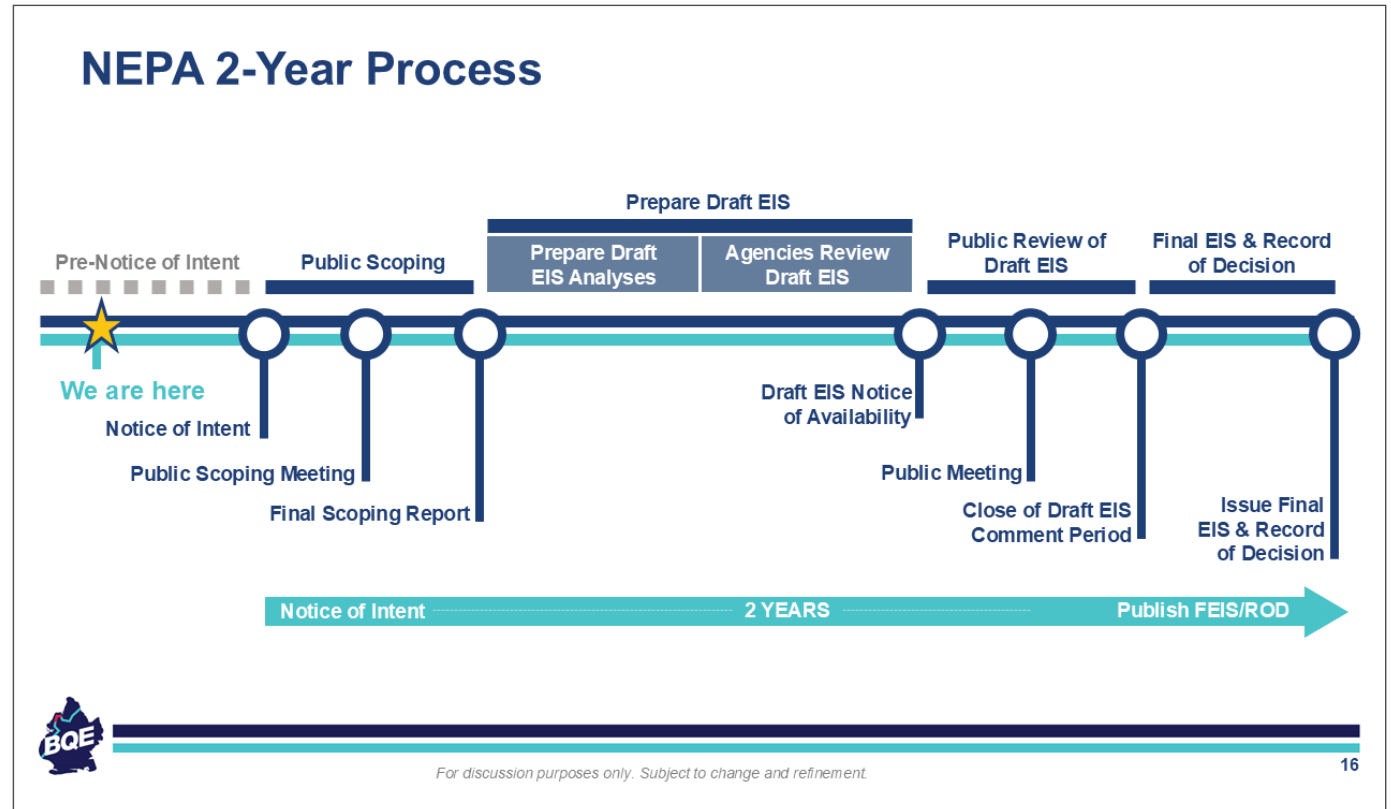 NEPA 2-Year Process
Prepare Draft EIS
Pre-Notice of Intent
Public Scoping
Prepare Draft
EIS Analyses
Agencies Review
Draft EIS
Public Review of
Draft EIS
Final EIS & Record
of Decision
We are here
Notice of Intent
Public Scoping Meeting
Final Scoping Report
Draft EIS Notice
of Availability
Public Meeting
Close of Draft EIS
Comment Period
Issue Final
EIS & Record
of Decision
Notice of Intent
2 YEARS
Publish FEIS/ROD
BQE
For discussion purposes only. Subject to change and refinement.
16